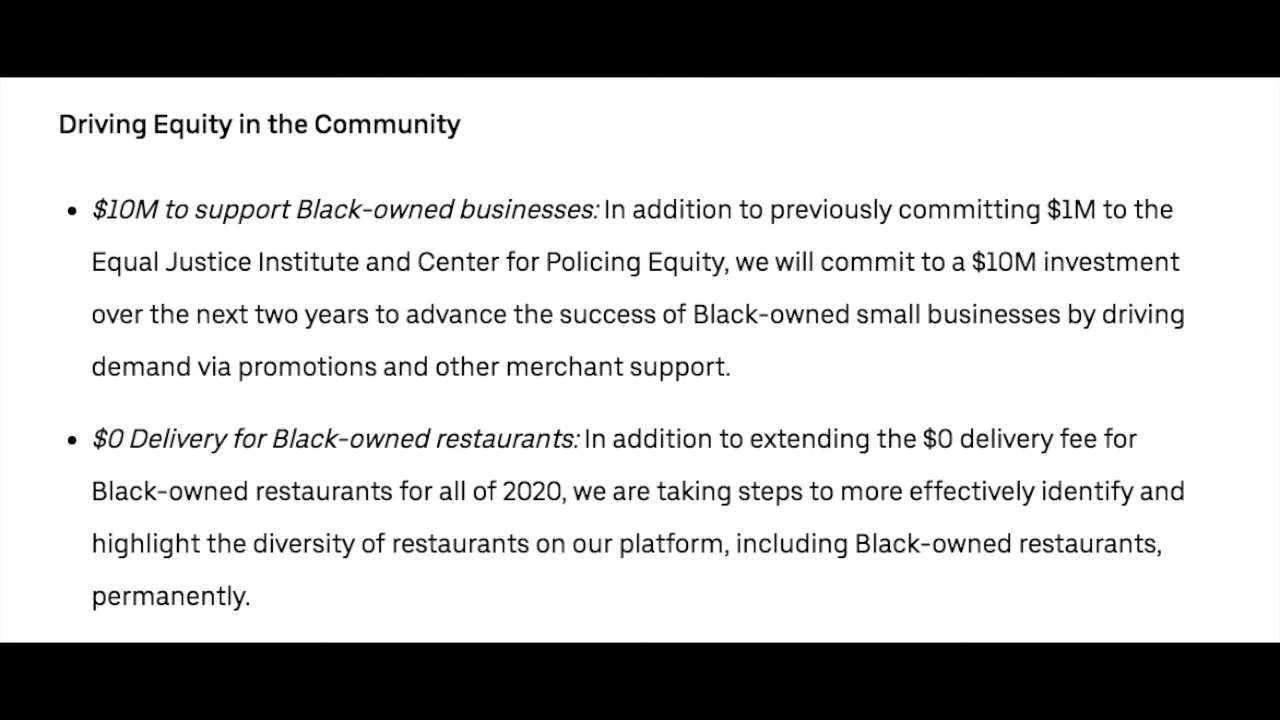 Driving Equity in the Community
• $10M to support Black-owned businesses: In addition to previously committing $1M to the
Equal Justice Institute and Center for Policing Equity, we will commit to a $10M investment
over the next two years to advance the success of Black-owned small businesses by driving
demand via promotions and other merchant support.
• $0 Delivery for Black-owned restaurants: In addition to extending the $0 delivery fee for
Black-owned restaurants for all of 2020, we are taking steps to more effectively identify and
highlight the diversity of restaurants on our platform, including Black-owned restaurants,
permanently.